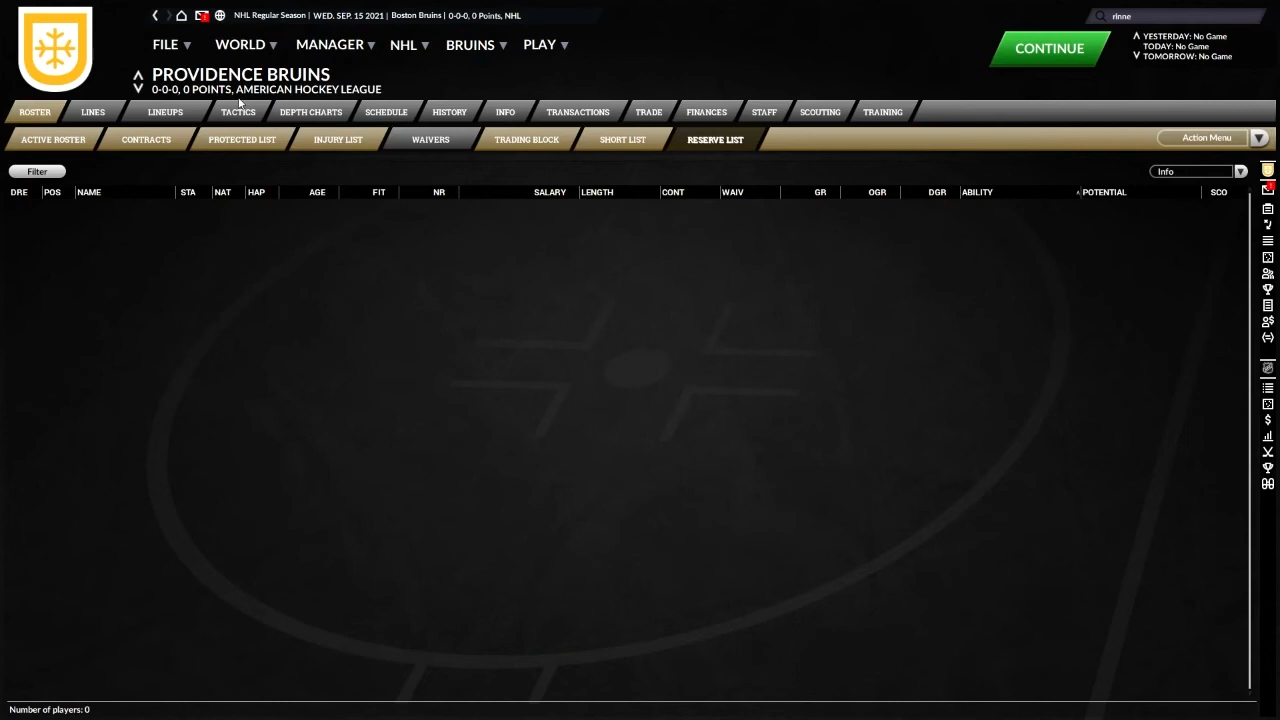 NHL Regular Season | WED. SEP. 15 2021 | Boston Bruins | 0-0-0, 0 Points, NHL
rinne
FILE WORLD MANAGER NHL BRUINS PLAY
CONTINUE
YESTERDAY: No Game
TODAY: No Game
TOMORROW: No Game
PROVIDENCE BRUINS
0-0-0, 0 POINTS, AMERICAN HOCKEY LEAGUE
ROSTER LINES LINEUPS TACTICS DEPTH CHARTS SCHEDULE HISTORY INFO TRANSACTIONS TRADE FINANCES STAFF SCOUTING TRAINING
ACTIVE ROSTER CONTRACTS PROTECTED LIST INJURY LIST WAIVERS TRADING BLOCK SHORT LIST RESERVE LIST Action Menu
Filter Info
DRE POS NAME STA NAT HAP AGE FIT NR SALARY LENGTH CONT WAIV GR OGR DGR ABILITY POTENTIAL SCO
Number of players: 0